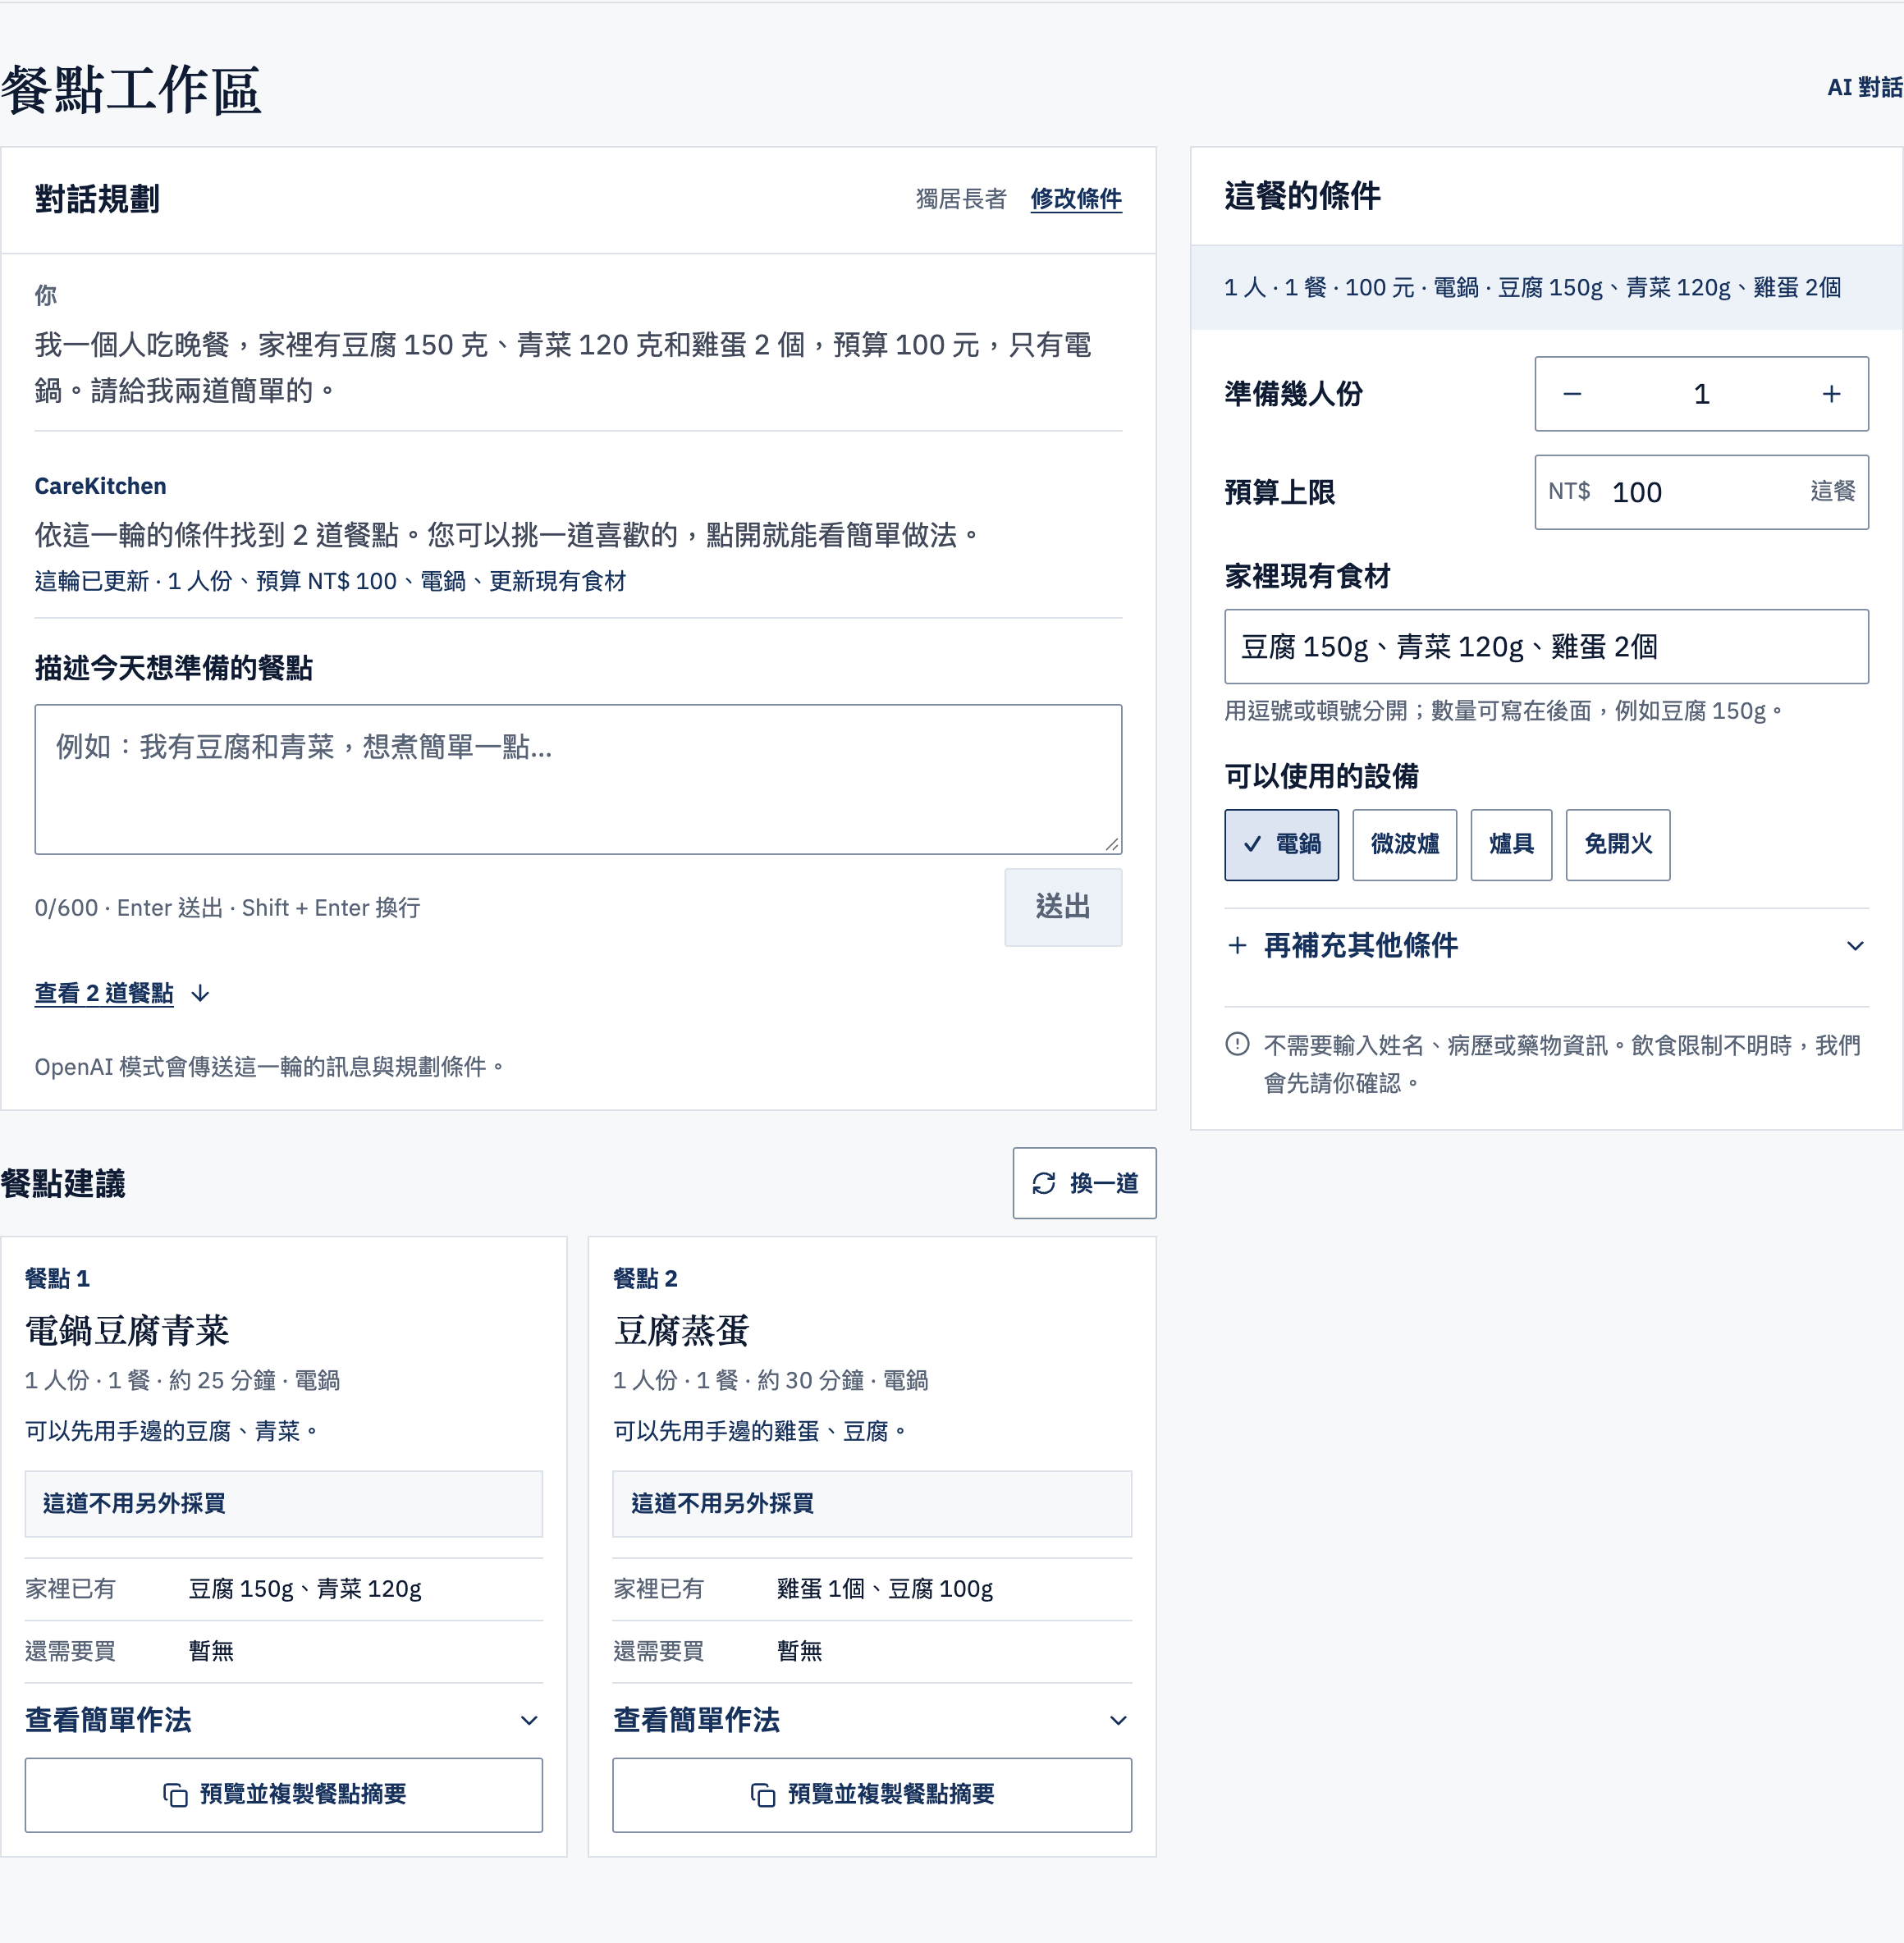 餐點工作區
AI 對話
對話規劃
獨居長者 修改條件
你
我一個人吃晚餐，家裡有豆腐 150 克、青菜 120 克和雞蛋 2 個，預算 100 元，只有電
鍋。請給我兩道簡單的。
CareKitchen
依這一輪的條件找到 2 道餐點。您可以挑一道喜歡的，點開就能看簡單做法。
這輪已更新 · 1 人份、預算 NT$ 100、電鍋、更新現有食材
描述今天想準備的餐點
例如：我有豆腐和青菜，想煮簡單一點...
0/600 · Enter 送出 · Shift + Enter 換行
送出
查看 2 道餐點
OpenAI 模式會傳送這一輪的訊息與規劃條件。
這餐的條件
1 人 · 1 餐 · 100 元 · 電鍋 · 豆腐 150g、青菜 120g、雞蛋 2個
準備幾人份
− 1 +
預算上限
NT$ 100 這餐
家裡現有食材
豆腐 150g、青菜 120g、雞蛋 2個
用逗號或頓號分開；數量可寫在後面，例如豆腐 150g。
可以使用的設備
✓ 電鍋 微波爐 爐具 免開火
+ 再補充其他條件
不需要輸入姓名、病歷或藥物資訊。飲食限制不明時，我們
會先請你確認。
餐點建議
換一道
餐點 1
電鍋豆腐青菜
1 人份 · 1 餐 · 約 25 分鐘 · 電鍋
可以先用手邊的豆腐、青菜。
這道不用另外採買
家裡已有 豆腐 150g、青菜 120g
還需要買 暫無
查看簡單作法
預覽並複製餐點摘要
餐點 2
豆腐蒸蛋
1 人份 · 1 餐 · 約 30 分鐘 · 電鍋
可以先用手邊的雞蛋、豆腐。
這道不用另外採買
家裡已有 雞蛋 1個、豆腐 100g
還需要買 暫無
查看簡單作法
預覽並複製餐點摘要